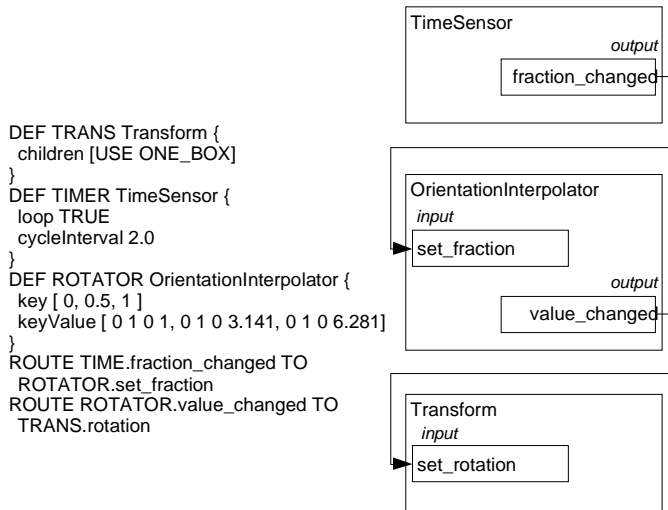 DEF TRANS Transform {
children [USE ONE_BOX]
}
DEF TIMER TimeSensor {
loop TRUE
cycleInterval 2.0
}
DEF ROTATOR OrientationInterpolator {
key [ 0, 0.5, 1 ]
keyValue [ 0 1 0 1, 0 1 0 3.141, 0 1 0 6.281]
}
ROUTE TIME.fraction_changed TO
ROTATOR.set_fraction
ROUTE ROTATOR.value_changed TO
TRANS.rotation
TimeSensor
output
fraction_changed
OrientationInterpolator
input
set_fraction
output
value_changed
Transform
input
set_rotation